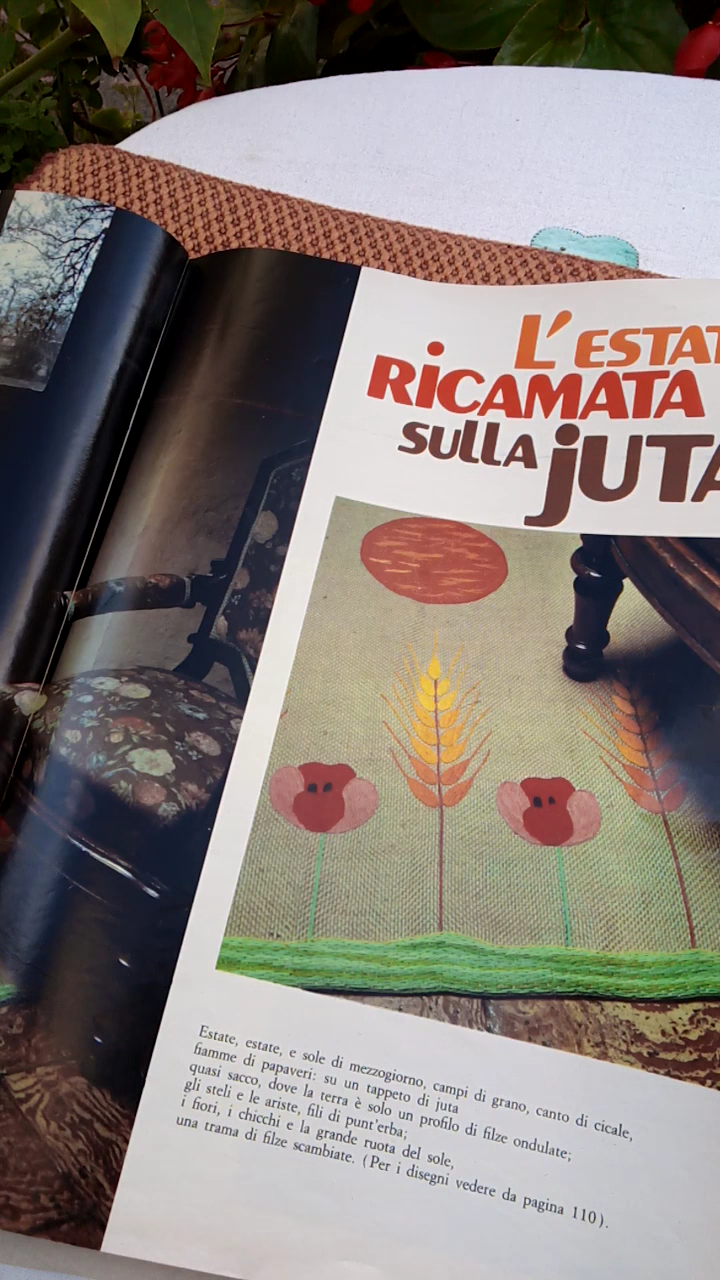 L'ESTAT
RICAMATA
SULLA JUTA
Estate, estate, e sole di mezzogiorno, campi di grano, canto di cicale,
fiamme di papaveri: su un tappeto di juta
quasi sacco, dove la terra è solo un profilo di filze ondulate;
gli steli e le ariste, fili di punt'erba;
i fiori, i chicchi e la grande ruota del sole,
una trama di filze scambiate. (Per i disegni vedere da pagina 110).